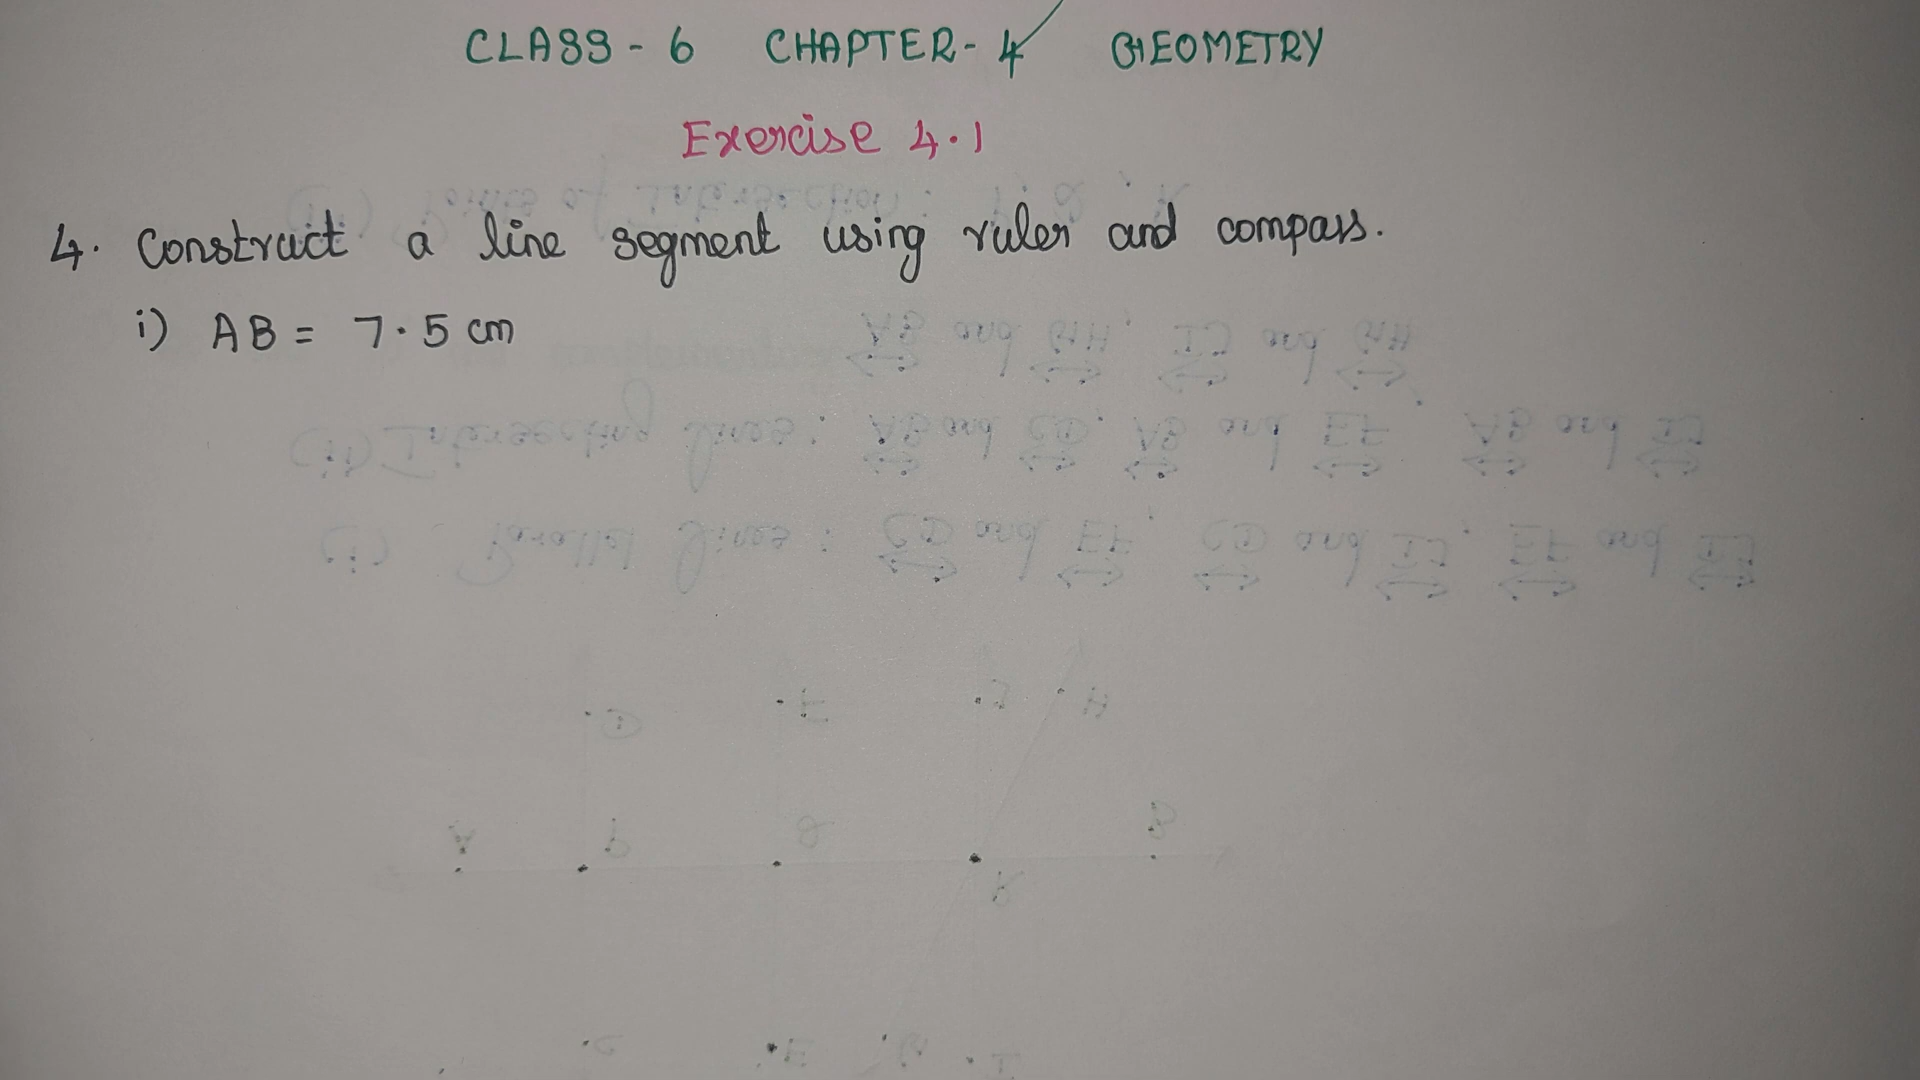 CLASS - 6 CHAPTER - 4 GEOMETRY
Exercise 4.1
4. Construct a line segment using ruler and compass.
i) AB = 7.5 cm